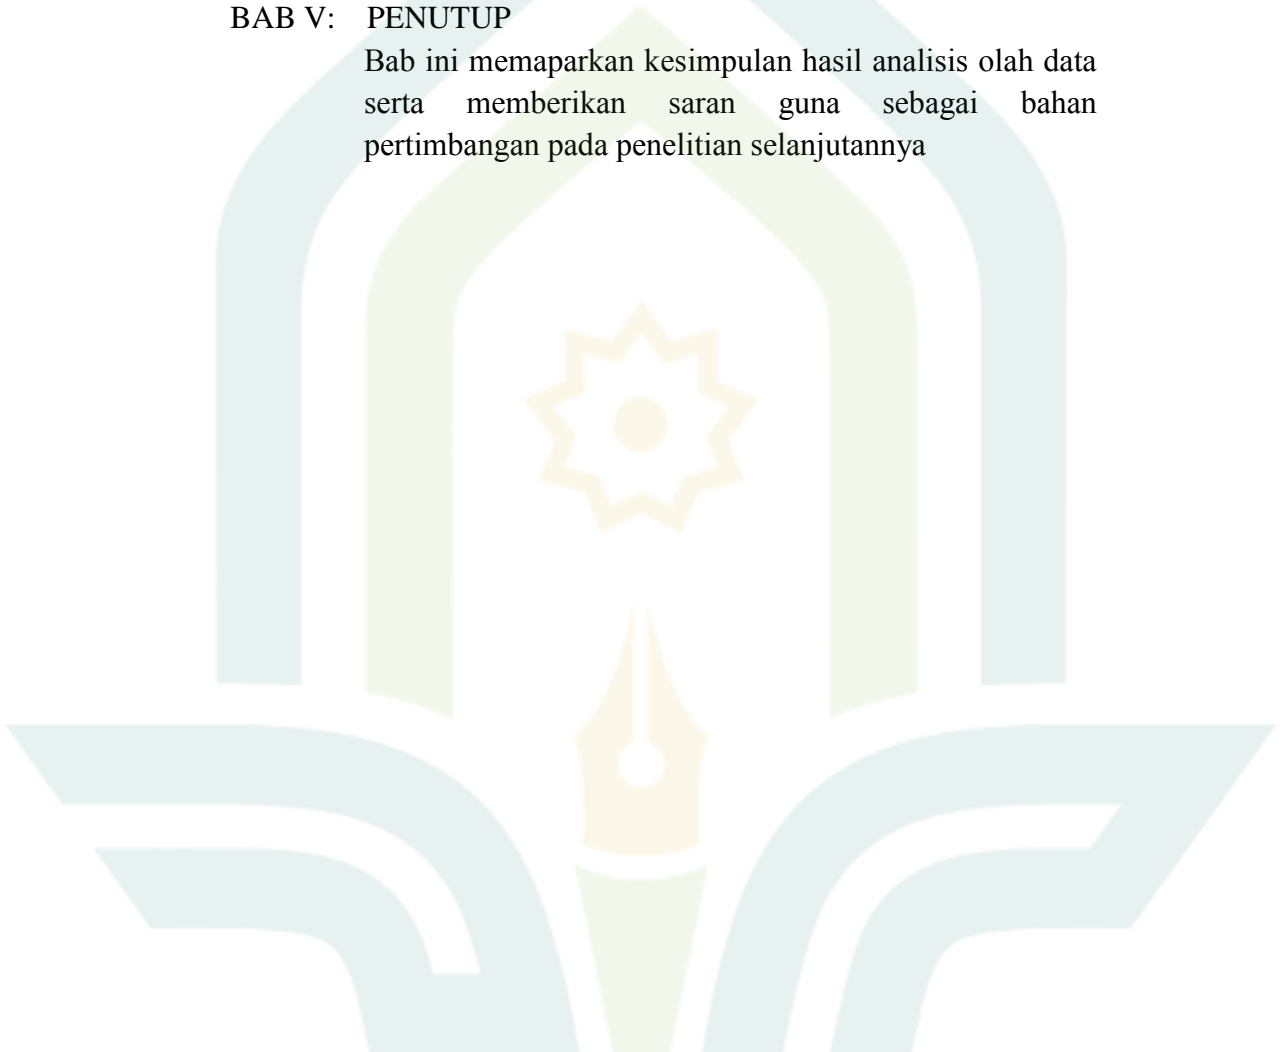 BAB V: PENUTUP
Bab ini memaparkan kesimpulan hasil analisis olah data
serta memberikan saran guna sebagai bahan
pertimbangan pada penelitian selanjutannya